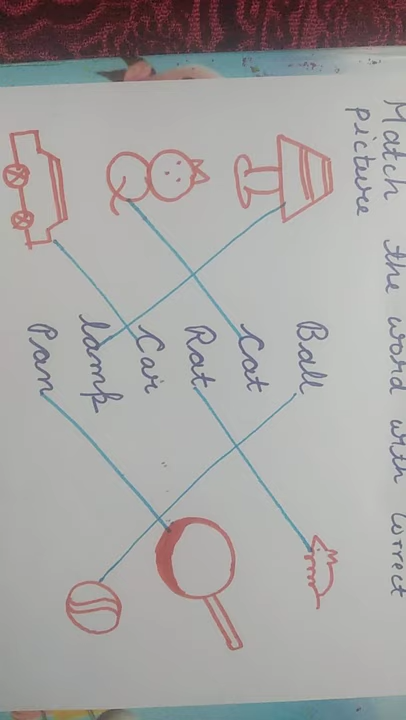 Match the word with correct
picture
Ball
Cat
Rat
Car
lamp
Pan